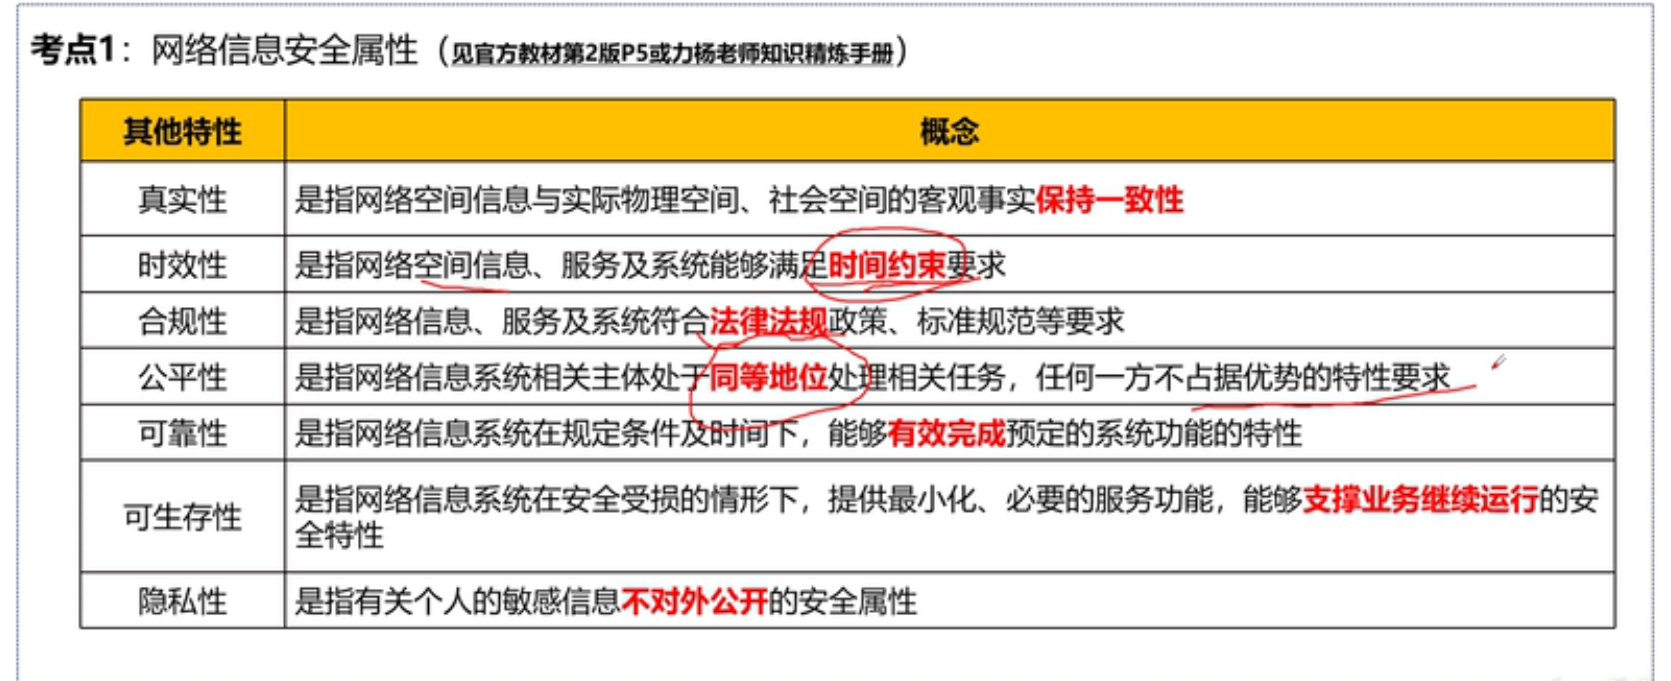 考点1：网络信息安全属性（见官方教材第2版P5或力杨老师知识精炼手册）
其他特性 概念
真实性 是指网络空间信息与实际物理空间、社会空间的客观事实保持一致性
时效性 是指网络空间信息、服务及系统能够满足时间约束要求
合规性 是指网络信息、服务及系统符合法律法规政策、标准规范等要求
公平性 是指网络信息系统相关主体处于同等地位处理相关任务，任何一方不占据优势的特性要求
可靠性 是指网络信息系统在规定条件及时间下，能够有效完成预定的系统功能的特性
可生存性 是指网络信息系统在安全受损的情形下，提供最小化、必要的服务功能，能够支撑业务继续运行的安
全特性
隐私性 是指有关个人的敏感信息不对外公开的安全属性